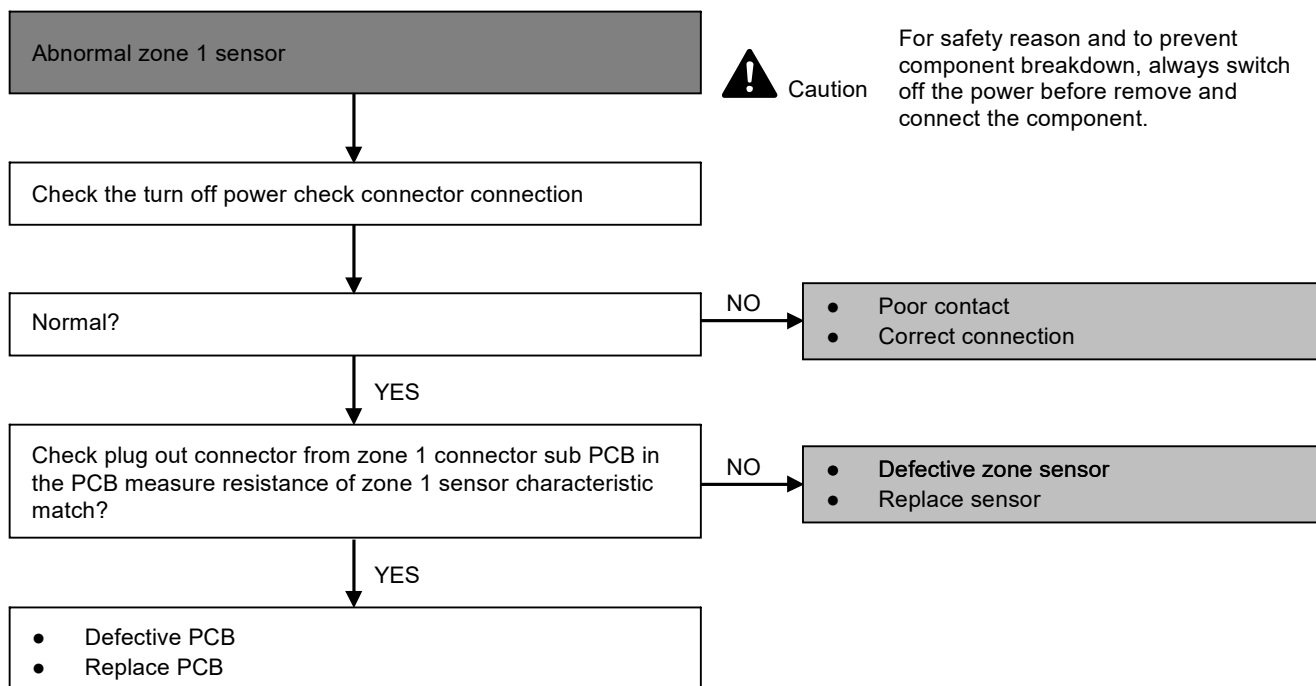 Abnormal zone 1 sensor
Caution
For safety reason and to prevent
component breakdown, always switch
off the power before remove and
connect the component.
Check the turn off power check connector connection
Normal?
NO
● Poor contact
● Correct connection
YES
Check plug out connector from zone 1 connector sub PCB in
the PCB measure resistance of zone 1 sensor characteristic
match?
NO
● Defective zone sensor
● Replace sensor
YES
● Defective PCB
● Replace PCB